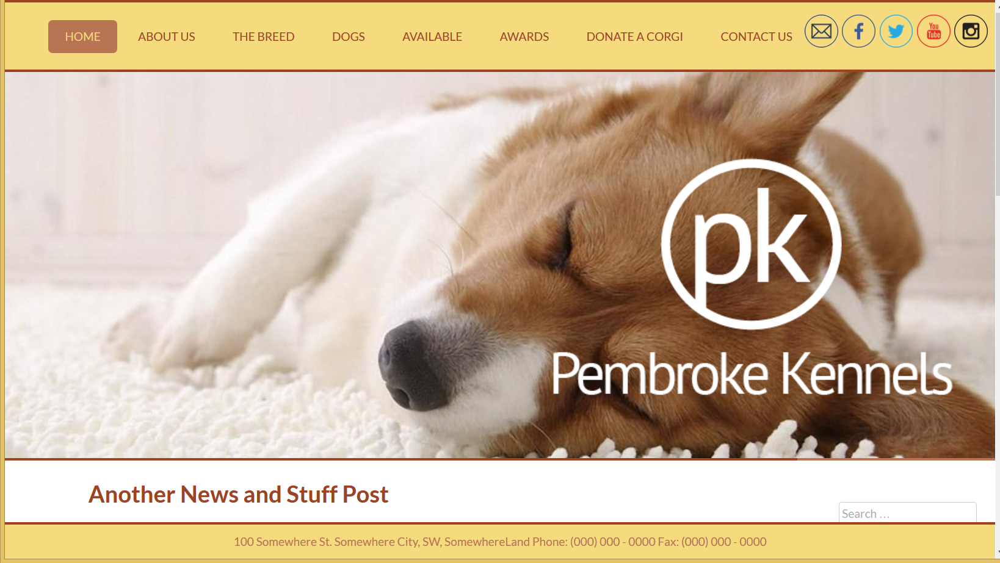 HOME ABOUT US THE BREED DOGS AVAILABLE AWARDS DONATE A CORGI CONTACT US
You
Tube
pk
Pembroke Kennels
Another News and Stuff Post
Search ...
100 Somewhere St. Somewhere City, SW, SomewhereLand Phone: (000) 000 - 0000 Fax: (000) 000 - 0000